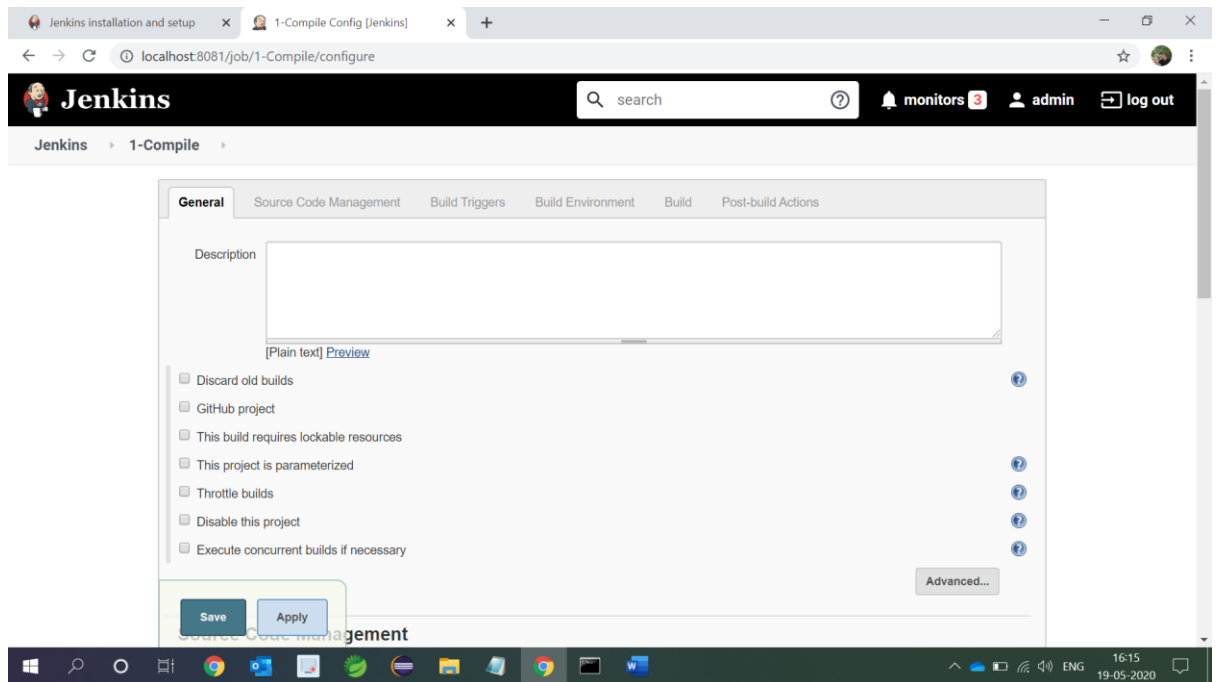 Jenkins installation and setup
1-Compile Config [Jenkins]
localhost:8081/job/1-Compile/configure
Jenkins
search
monitors 3
admin
log out
Jenkins
1-Compile
General
Source Code Management
Build Triggers
Build Environment
Build
Post-build Actions
Description
[Plain text] Preview
Discard old builds
GitHub project
This build requires lockable resources
This project is parameterized
Throttle builds
Disable this project
Execute concurrent builds if necessary
Advanced...
Save
Apply
Source Code Management
ENG
16:15
19-05-2020